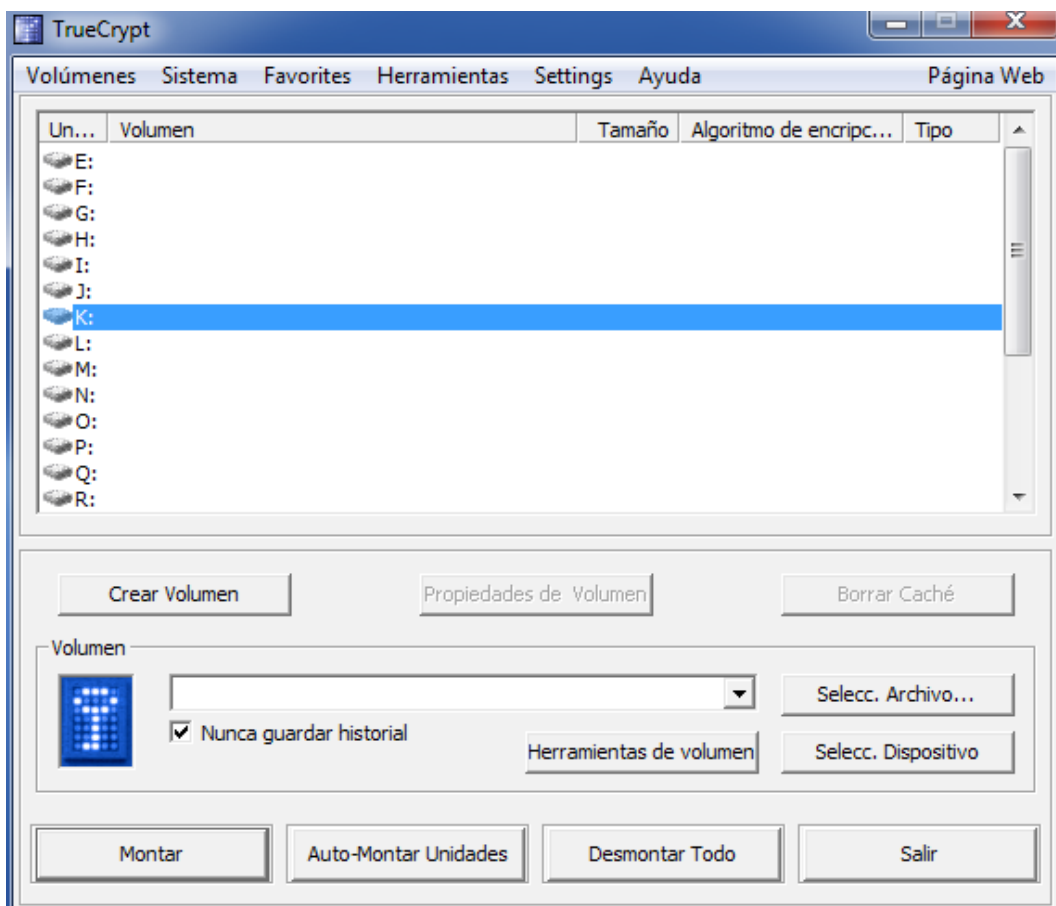 TrueCrypt
Volúmenes Sistema Favorites Herramientas Settings Ayuda Página Web
Un... Volumen Tamaño Algoritmo de encripc... Tipo
E:
F:
G:
H:
I:
J:
K:
L:
M:
N:
O:
P:
Q:
R:
Crear Volumen Propiedades de Volumen Borrar Caché
Volumen
Selecc. Archivo...
Nunca guardar historial
Herramientas de volumen Selecc. Dispositivo
Montar Auto-Montar Unidades Desmontar Todo Salir